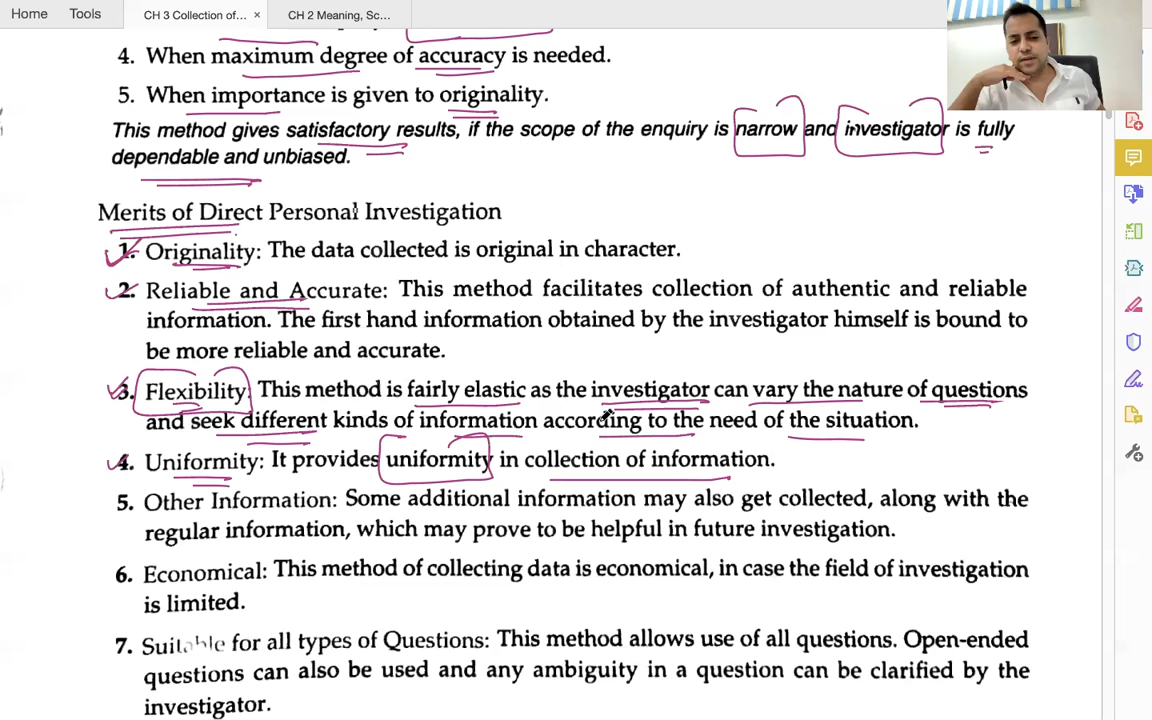 Home Tools CH 3 Collection of... × CH 2 Meaning, Sc...
4. When maximum degree of accuracy is needed.
5. When importance is given to originality.
This method gives satisfactory results, if the scope of the enquiry is narrow and investigator is fully
dependable and unbiased.
Merits of Direct Personal Investigation
1. Originality: The data collected is original in character.
2. Reliable and Accurate: This method facilitates collection of authentic and reliable
information. The first hand information obtained by the investigator himself is bound to
be more reliable and accurate.
3. Flexibility: This method is fairly elastic as the investigator can vary the nature of questions
and seek different kinds of information according to the need of the situation.
4. Uniformity: It provides uniformity in collection of information.
5. Other Information: Some additional information may also get collected, along with the
regular information, which may prove to be helpful in future investigation.
6. Economical: This method of collecting data is economical, in case the field of investigation
is limited.
7. Suitable for all types of Questions: This method allows use of all questions. Open-ended
questions can also be used and any ambiguity in a question can be clarified by the
investigator.